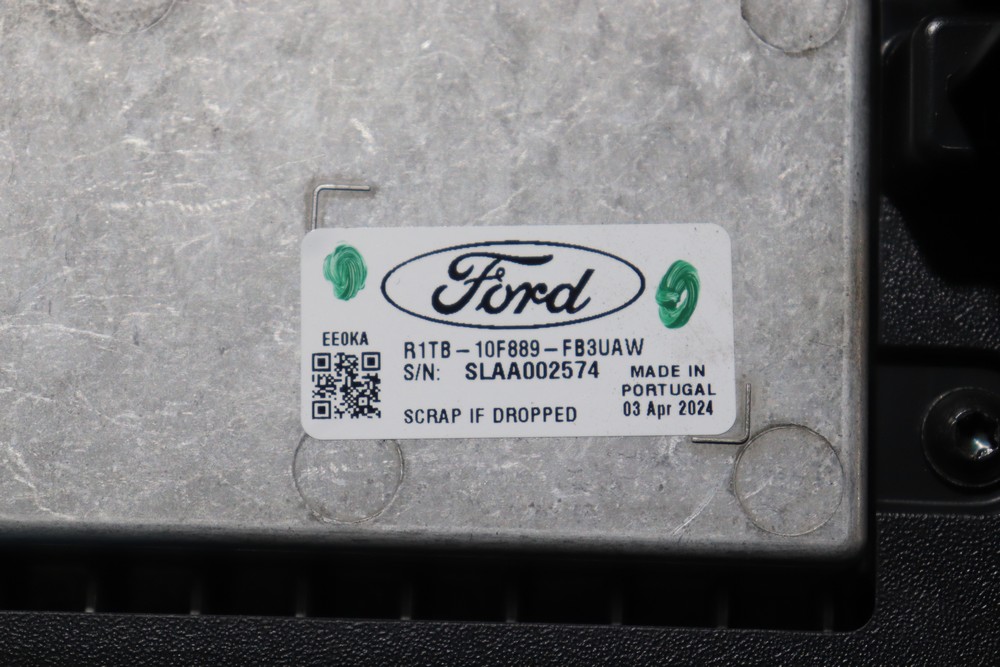 Ford
EE0KA
R1TB-10F889-FB3UAW
S/N: SLAA002574
MADE IN
PORTUGAL
SCRAP IF DROPPED
03 Apr 2024